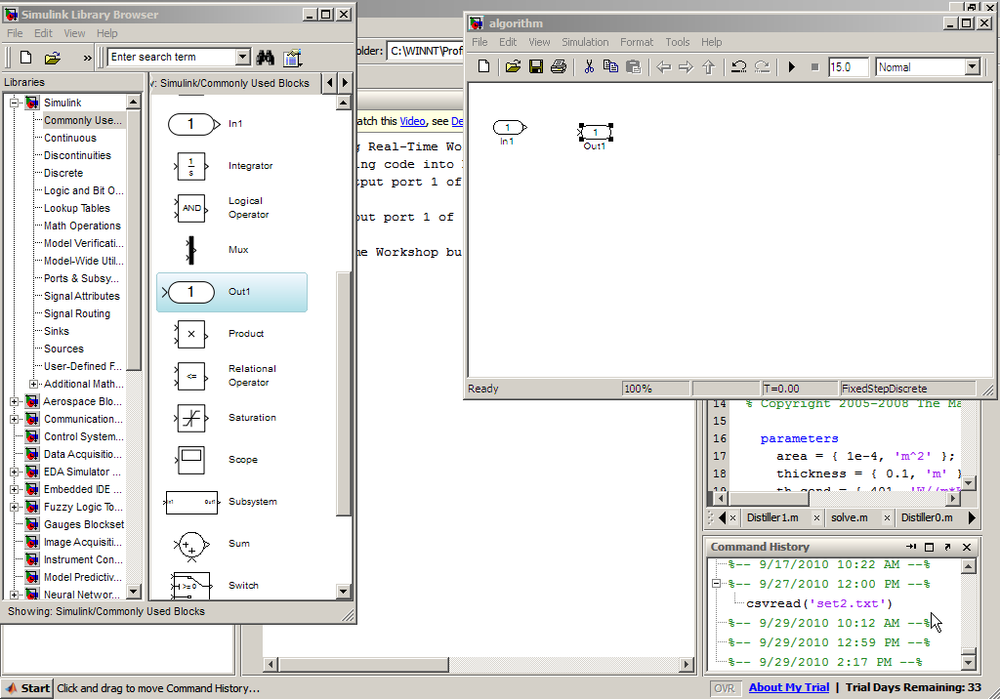 Simulink Library Browser
File Edit View Help
Enter search term
Libraries
Simulink/Commonly Used Blocks
Simulink
Commonly Use...
Continuous
Discontinuities
Discrete
Logic and Bit O...
Lookup Tables
Math Operations
Model Verificati...
Model-Wide Util...
Ports & Subsy...
Signal Attributes
Signal Routing
Sinks
Sources
User-Defined F...
Additional Math...
Aerospace Blo...
Communication...
Control System...
Data Acquisitio...
EDA Simulator ...
Embedded IDE ...
Fuzzy Logic To...
Gauges Blockset
Image Acquisiti...
Instrument Con...
Model Predictiv...
Neural Networ...
1 In1
1
s
Integrator
AND
Logical
Operator
Mux
1 Out1
× Product
<=
Relational
Operator
Saturation
Scope
In1 Out1 Subsystem
+
+
Sum
>= 0 Switch
Showing: Simulink/Commonly Used Blocks
older: C:\WINNT\Prof
atch this Video, see De
g Real-Time Wo
ing code into
tput port 1 of
out port 1 of
me Workshop bu
algorithm
File Edit View Simulation Format Tools Help
15.0 Normal
1
In1
1
Out1
Ready 100% T=0.00 FixedStepDiscrete
14 % Copyright 2005-2008 The Ma
15
16 parameters
17 area = { 1e-4, 'm^2' };
18 thickness = { 0.1, 'm' }
19 th_cond = { 401, 'W/(m*K
Distiller1.m solve.m Distiller0.m
Command History
%-- 9/17/2010 10:22 AM --%
%-- 9/27/2010 12:00 PM --%
csvread('set2.txt')
%-- 9/29/2010 10:12 AM --%
%-- 9/29/2010 12:59 PM --%
%-- 9/29/2010 2:17 PM --%
Start Click and drag to move Command History...
OVR About My Trial | Trial Days Remaining: 33